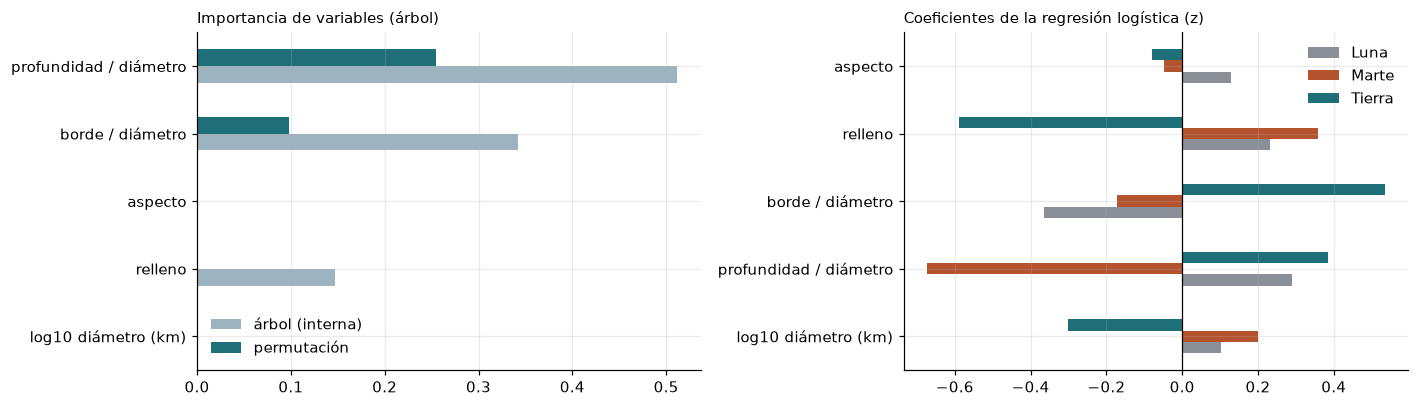 Importancia de variables (árbol)
profundidad / diámetro
borde / diámetro
aspecto
relleno
log10 diámetro (km)
árbol (interna)
permutación
0.0 0.1 0.2 0.3 0.4 0.5
Coeficientes de la regresión logística (z)
Luna
Marte
Tierra
aspecto
relleno
borde / diámetro
profundidad / diámetro
log10 diámetro (km)
−0.6 −0.4 −0.2 0.0 0.2 0.4